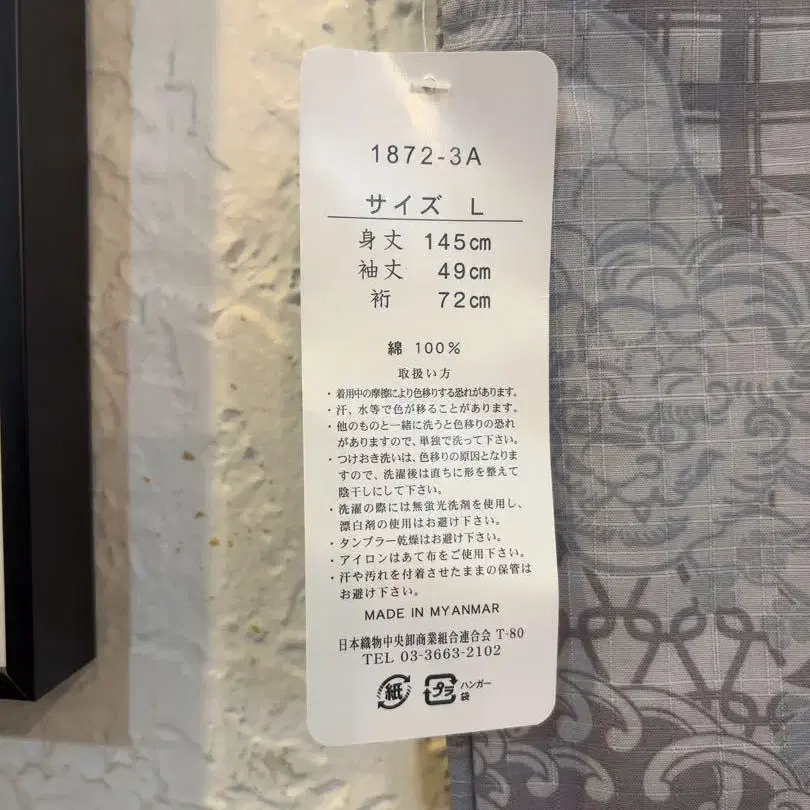 1872-3A
サイズ L
身丈 145cm
袖丈 49cm
裄 72cm
綿 100%
取扱い方
・着用中の摩擦により色移りする恐れがあります。
・汗、水等で色が移ることがあります。
・他のものと一緒に洗うと色移りの恐れ
がありますので、単独で洗って下さい。
・つけおき洗いは、色移りの原因となりま
すので、洗濯後は直ちに形を整えて
陰干しにして下さい。
・洗濯の際には無蛍光洗剤を使用し、
漂白剤の使用はお避け下さい。
・タンブラー乾燥はお避け下さい。
・アイロンはあて布をご使用下さい。
・汗や汚れを付着させたままの保管は
お避け下さい。
MADE IN MYANMAR
日本織物中央卸商業組合連合会 T-80
TEL 03-3663-2102
紙 プラ ハンガー
袋